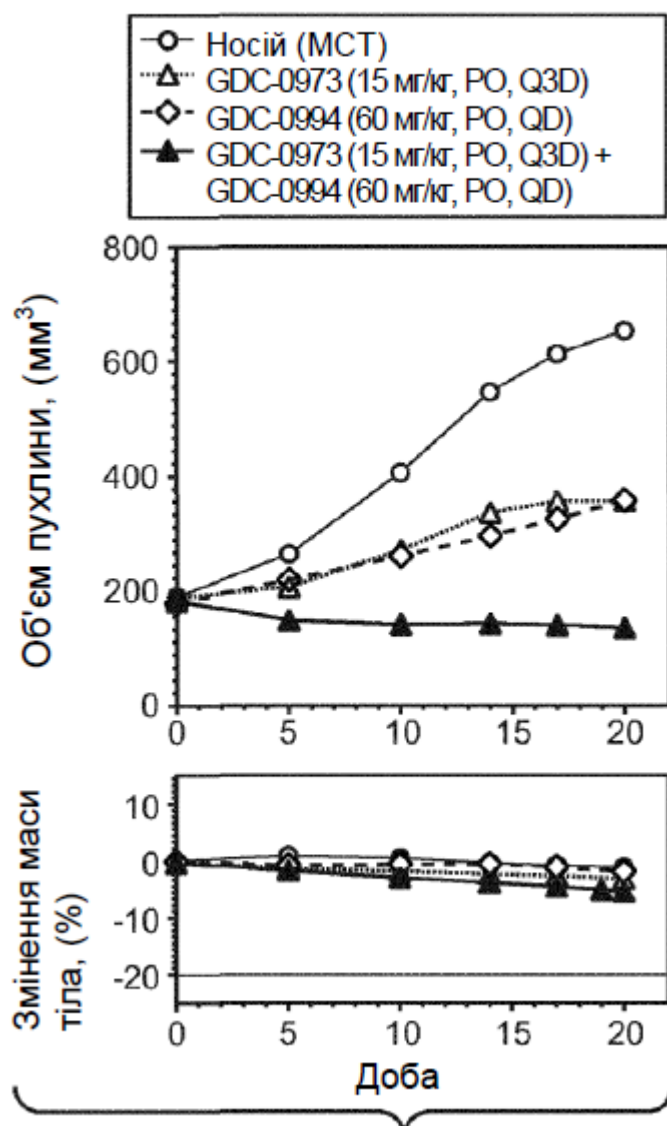 Носій (МСТ)
GDC-0973 (15 мг/кг, PO, Q3D)
GDC-0994 (60 мг/кг, PO, QD)
GDC-0973 (15 мг/кг, PO, Q3D) +
GDC-0994 (60 мг/кг, PO, QD)
Об'єм пухлини, (мм³)
800
600
400
200
0
0 5 10 15 20
Змінення маси
тіла, (%)
10
0
-10
-20
0 5 10 15 20
Доба